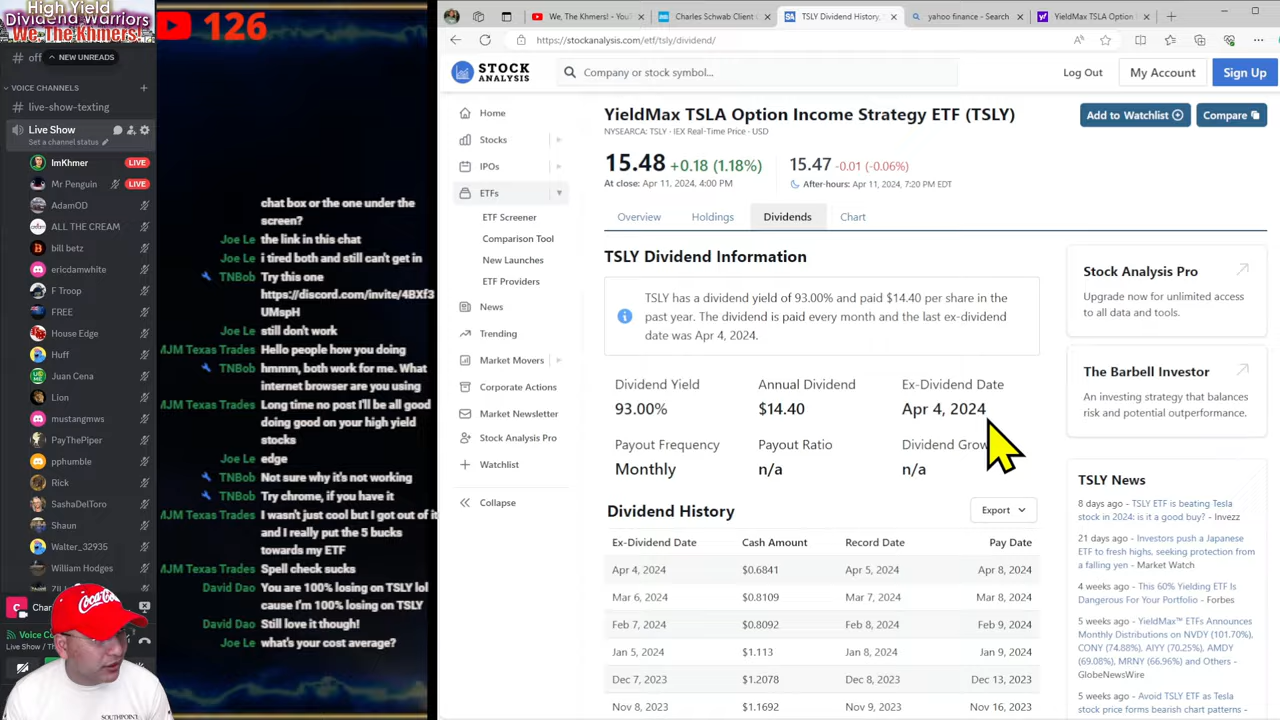 High Yield
Dividend Warriors
We, The Khmers!
# off
NEW UNREADS
VOICE CHANNELS
# live-show-texting
Live Show
Set a channel status
ImKhmer LIVE
Mr Penguin LIVE
AdamOD
ALL THE CREAM
bill betz
ericdamwhite
F Troop
FREE
House Edge
Huff
Juan Cena
Lion
mustangmws
PayThePiper
pphumble
Rick
SashaDelToro
Shaun
Walter_32935
William Hodges
Voice Co
Live Show / Th
SOUTHPOINT
126
chat box or the one under the
screen?
Joe Le the link in this chat
Joe Le i tired both and still can't get in
TNBob Try this one
https://discord.com/invite/4BXf3
UMspH
Joe Le still don't work
MJM Texas Trades Hello people how you doing
TNBob hmmm, both work for me. What
internet browser are you using
MJM Texas Trades Long time no post I'll be all good
doing good on your high yield
stocks
Joe Le edge
TNBob Not sure why it's not working
TNBob Try chrome, if you have it
MJM Texas Trades I wasn't just cool but I got out of it
and I really put the 5 bucks
towards my ETF
MJM Texas Trades Spell check sucks
David Dao You are 100% losing on TSLY lol
cause I'm 100% losing on TSLY
David Dao Still love it though!
Joe Le what's your cost average?
We, The Khmers! - You
Charles Schwab Client
TSLY Dividend History,
yahoo finance - Search
YieldMax TSLA Option
https://stockanalysis.com/etf/tsly/dividend/
STOCK
ANALYSIS
Company or stock symbol...
Log Out
My Account
Sign Up
Home
Stocks
IPOs
ETFs
ETF Screener
Comparison Tool
New Launches
ETF Providers
News
Trending
Market Movers
Corporate Actions
Market Newsletter
Stock Analysis Pro
Watchlist
Collapse
YieldMax TSLA Option Income Strategy ETF (TSLY)
NYSEARCA: TSLY · IEX Real-Time Price · USD
Add to Watchlist
Compare
15.48 +0.18 (1.18%)
At close: Apr 11, 2024, 4:00 PM
15.47 -0.01 (-0.06%)
After-hours: Apr 11, 2024, 7:20 PM EDT
Overview Holdings Dividends Chart
TSLY Dividend Information
TSLY has a dividend yield of 93.00% and paid $14.40 per share in the
past year. The dividend is paid every month and the last ex-dividend
date was Apr 4, 2024.
Dividend Yield Annual Dividend Ex-Dividend Date
93.00% $14.40 Apr 4, 2024
Payout Frequency Payout Ratio Dividend Grow
Monthly n/a n/a
Dividend History
Export
Ex-Dividend Date Cash Amount Record Date Pay Date
Apr 4, 2024 $0.6841 Apr 5, 2024 Apr 8, 2024
Mar 6, 2024 $0.8109 Mar 7, 2024 Mar 8, 2024
Feb 7, 2024 $0.8092 Feb 8, 2024 Feb 9, 2024
Jan 5, 2024 $1.113 Jan 8, 2024 Jan 9, 2024
Dec 7, 2023 $1.2078 Dec 8, 2023 Dec 13, 2023
Nov 8, 2023 $1.1692 Nov 9, 2023 Nov 16, 2023
Stock Analysis Pro
Upgrade now for unlimited access
to all data and tools.
The Barbell Investor
An investing strategy that balances
risk and potential outperformance.
TSLY News
8 days ago - TSLY ETF is beating Tesla
stock in 2024: is it a good buy? - Invezz
21 days ago - Investors push a Japanese
ETF to fresh highs, seeking protection from
a falling yen - Market Watch
4 weeks ago - This 60% Yielding ETF Is
Dangerous For Your Portfolio - Forbes
5 weeks ago - YieldMax™ ETFs Announces
Monthly Distributions on NVDY (101.70%),
CONY (74.88%), AIYY (70.25%), AMDY
(69.08%), MRNY (66.96%) and Others -
GlobeNewsWire
5 weeks ago - Avoid TSLY ETF as Tesla
stock price forms bearish chart patterns -